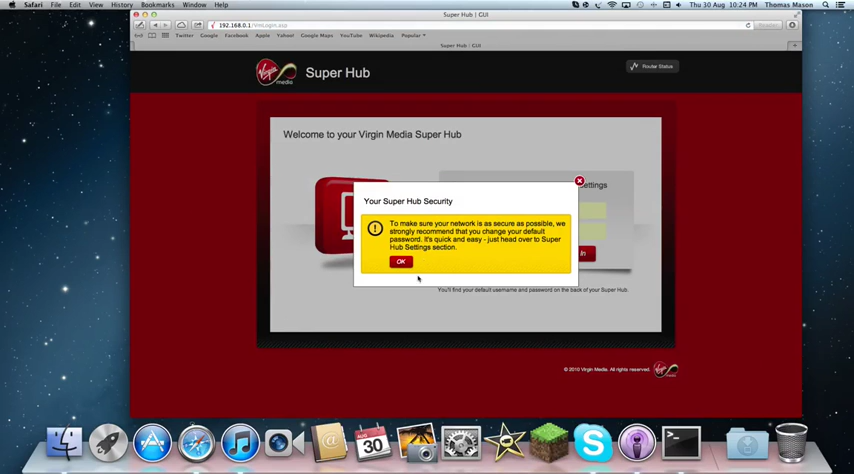 Safari File Edit View History Bookmarks Window Help
Thu 30 Aug 10:24 PM Thomas Mason
Super Hub | GUI
192.168.0.1/VmLogin.asp
Reader
Twitter Google Facebook Apple Yahoo! Google Maps YouTube Wikipedia Popular
Super Hub | GUI
Virgin media
Super Hub
Router Status
Welcome to your Virgin Media Super Hub
ettings
Your Super Hub Security
To make sure your network is as secure as possible, we
strongly recommend that you change your default
password. It's quick and easy - just head over to Super
Hub Settings section.
OK
In
You'll find your default username and password on the back of your Super Hub.
© 2010 Virgin Media. All rights reserved.
AUG
30